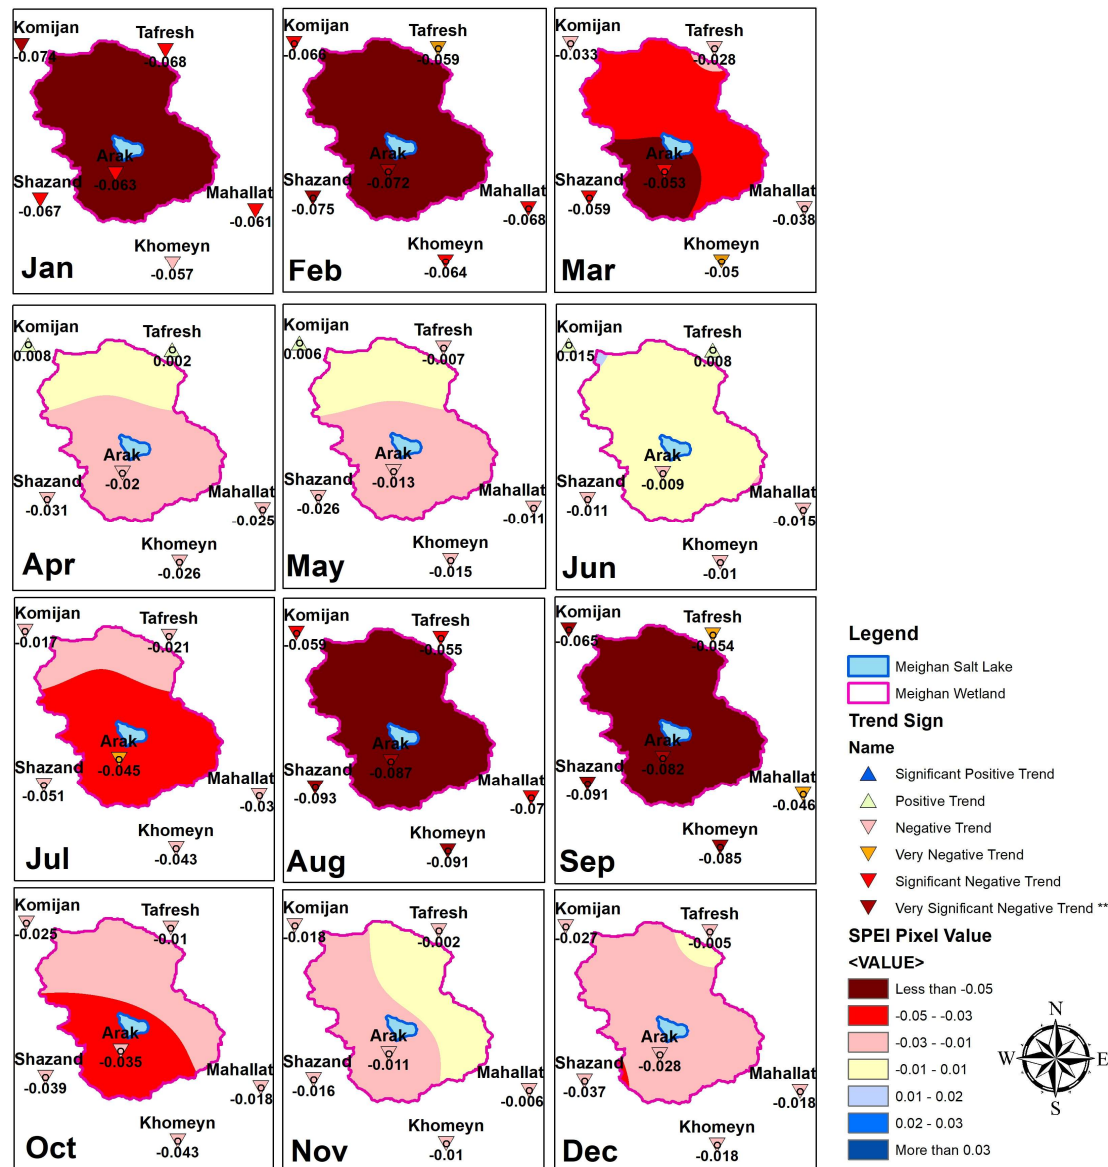 Komijan
-0.074
Tafresh
-0.068
Arak
-0.063
Shazand
-0.067
Mahallat
-0.061
Khomeyn
-0.057
Jan
Komijan
-0.066
Tafresh
-0.059
Arak
-0.072
Shazand
-0.075
Mahallat
-0.068
Khomeyn
-0.064
Feb
Komijan
-0.033
Tafresh
-0.028
Arak
-0.053
Shazand
-0.059
Mahallat
-0.038
Khomeyn
-0.05
Mar
Komijan
0.008
Tafresh
0.002
Arak
-0.02
Shazand
-0.031
Mahallat
-0.025
Khomeyn
-0.026
Apr
Komijan
0.006
Tafresh
-0.007
Arak
-0.013
Shazand
-0.026
Mahallat
-0.011
Khomeyn
-0.015
May
Komijan
0.015
Tafresh
0.008
Arak
-0.009
Shazand
-0.011
Mahallat
-0.015
Khomeyn
-0.01
Jun
Komijan
-0.017
Tafresh
-0.021
Arak
-0.045
Shazand
-0.051
Mahallat
-0.03
Khomeyn
-0.043
Jul
Komijan
-0.059
Tafresh
-0.055
Arak
-0.087
Shazand
-0.093
Mahallat
-0.07
Khomeyn
-0.091
Aug
Komijan
-0.065
Tafresh
-0.054
Arak
-0.082
Shazand
-0.091
Mahallat
-0.046
Khomeyn
-0.085
Sep
Komijan
-0.025
Tafresh
-0.01
Arak
-0.035
Shazand
-0.039
Mahallat
-0.018
Khomeyn
-0.043
Oct
Komijan
-0.018
Tafresh
-0.002
Arak
-0.011
Shazand
-0.016
Mahallat
-0.006
Khomeyn
-0.01
Nov
Komijan
-0.027
Tafresh
-0.005
Arak
-0.028
Shazand
-0.037
Mahallat
-0.018
Khomeyn
-0.018
Dec
Legend
Meighan Salt Lake
Meighan Wetland
Trend Sign
Name
Significant Positive Trend
Positive Trend
Negative Trend
Very Negative Trend
Significant Negative Trend
Very Significant Negative Trend **
SPEI Pixel Value
<VALUE>
Less than -0.05
-0.05 - -0.03
-0.03 - -0.01
-0.01 - 0.01
0.01 - 0.02
0.02 - 0.03
More than 0.03
N
W E
S